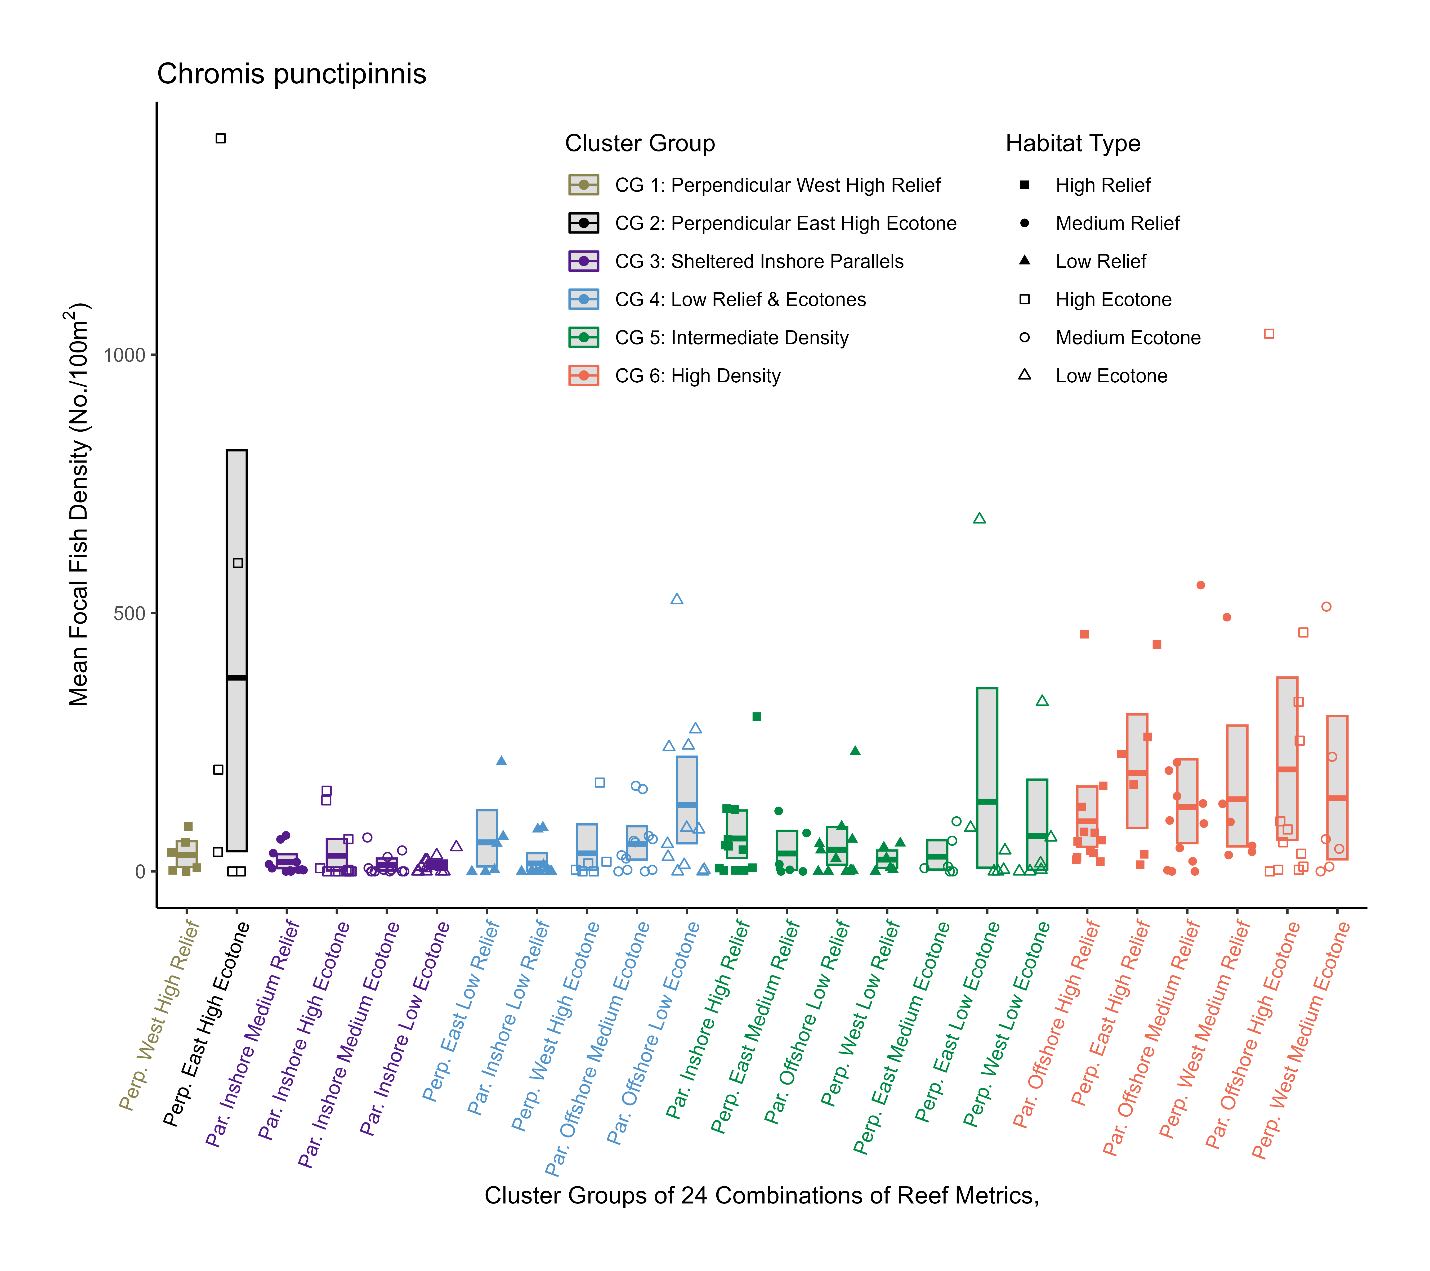 Chromis punctipinnis
Cluster Group
CG 1: Perpendicular West High Relief
CG 2: Perpendicular East High Ecotone
CG 3: Sheltered Inshore Parallels
CG 4: Low Relief & Ecotones
CG 5: Intermediate Density
CG 6: High Density
Habitat Type
High Relief
Medium Relief
Low Relief
High Ecotone
Medium Ecotone
Low Ecotone
Mean Focal Fish Density (No./100m²)
1000
500
0
Perp. West High Relief
Perp. East High Ecotone
Par. Inshore Medium Relief
Par. Inshore High Ecotone
Par. Inshore Medium Ecotone
Par. Inshore Low Ecotone
Perp. East Low Relief
Par. Inshore Low Relief
Perp. West High Ecotone
Par. Offshore Medium Ecotone
Par. Offshore Low Ecotone
Par. Inshore High Relief
Perp. East Medium Relief
Par. Offshore Low Relief
Perp. West Low Relief
Perp. East Medium Ecotone
Perp. East Low Ecotone
Perp. West Low Ecotone
Par. Offshore High Relief
Perp. East High Relief
Par. Offshore Medium Relief
Perp. West Medium Relief
Par. Offshore High Ecotone
Perp. West Medium Ecotone
Cluster Groups of 24 Combinations of Reef Metrics,